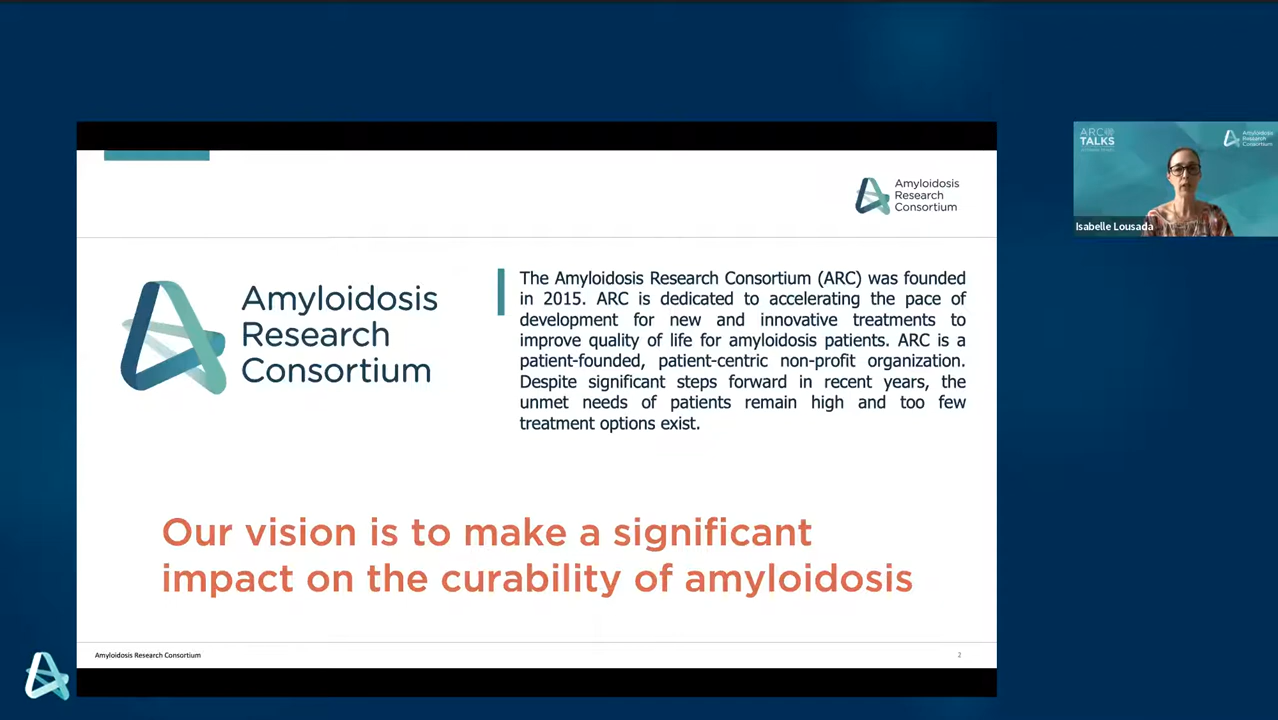 Amyloidosis
Research
Consortium
Amyloidosis
Research
Consortium
The Amyloidosis Research Consortium (ARC) was founded
in 2015. ARC is dedicated to accelerating the pace of
development for new and innovative treatments to
improve quality of life for amyloidosis patients. ARC is a
patient-founded, patient-centric non-profit organization.
Despite significant steps forward in recent years, the
unmet needs of patients remain high and too few
treatment options exist.
Our vision is to make a significant
impact on the curability of amyloidosis
Amyloidosis Research Consortium
2
ARC
TALKS
Amyloidosis
Research
Consortium
Isabelle Lousada